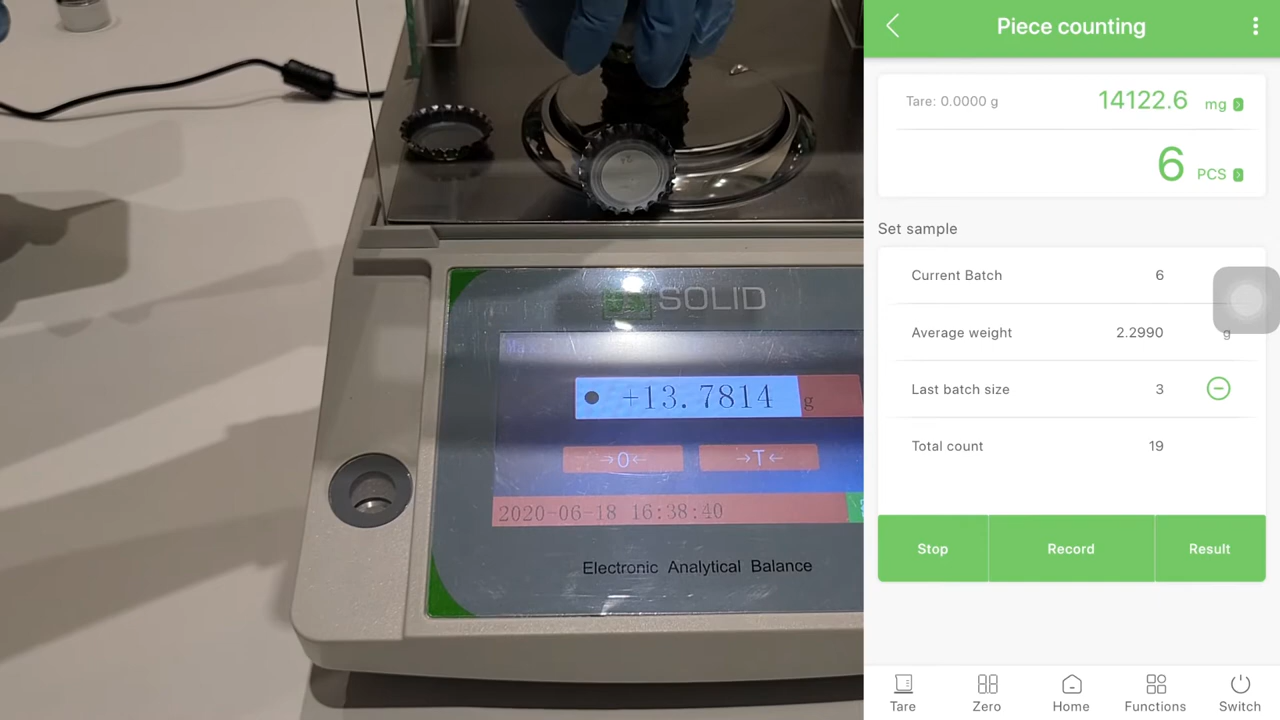 SOLID
+13.7814 g
→0← →T←
2020-06-18 16:38:40
Electronic Analytical Balance
Piece counting
Tare: 0.0000 g 14122.6 mg
6 PCS
Set sample
Current Batch 6
Average weight 2.2990 g
Last batch size 3
Total count 19
Stop Record Result
Tare Zero Home Functions Switch